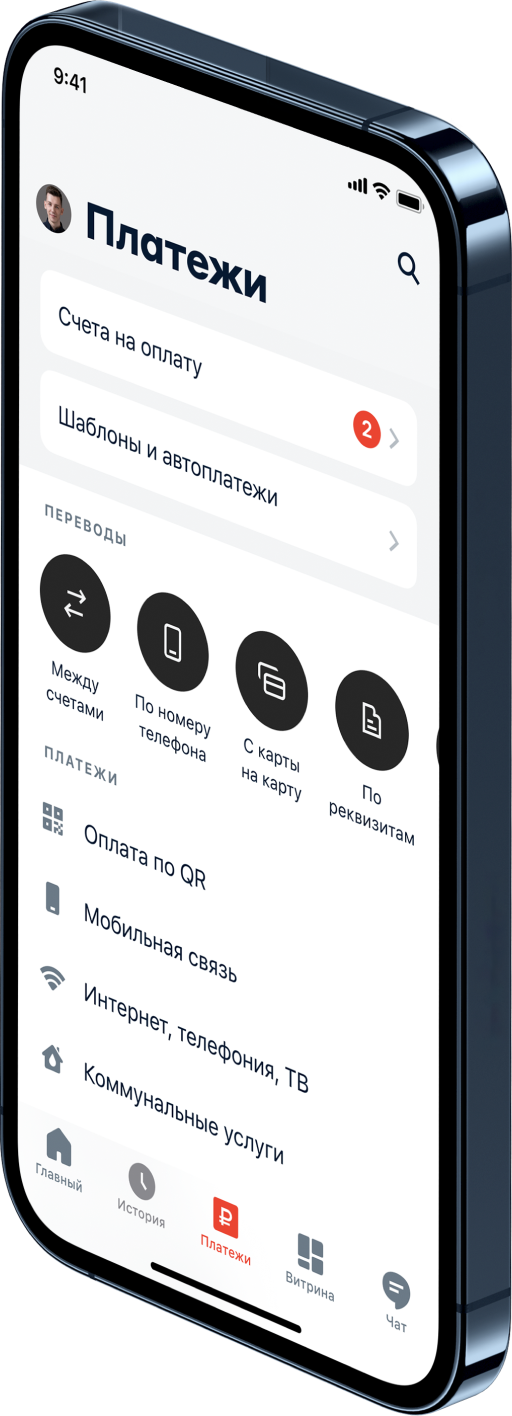 9:41
Платежи
Счета на оплату
2
Шаблоны и автоплатежи
ПЕРЕВОДЫ
Между
счетами
По номеру
телефона
С карты
на карту
По
реквизитам
ПЛАТЕЖИ
Оплата по QR
Мобильная связь
Интернет, телефония, ТВ
Коммунальные услуги
Главный
История
₽
Платежи
Витрина
Чат